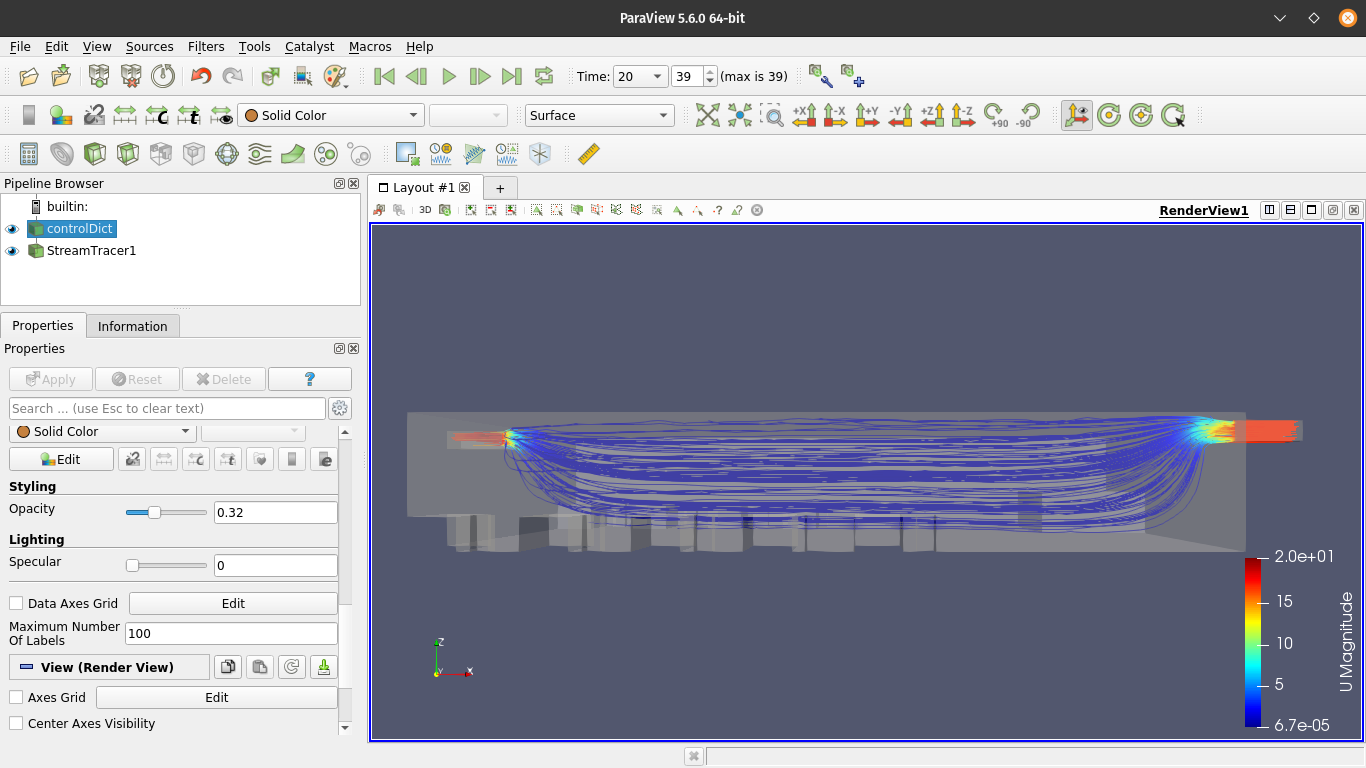 ParaView 5.6.0 64-bit
File Edit View Sources Filters Tools Catalyst Macros Help
Time: 20 39 (max is 39)
Solid Color Surface +X -X +Y -Y +Z -Z +90 -90
Pipeline Browser
builtin:
controlDict
StreamTracer1
Properties Information
Properties
Apply Reset Delete ?
Search ... (use Esc to clear text)
Solid Color
Edit
Styling
Opacity 0.32
Lighting
Specular 0
Data Axes Grid Edit
Maximum Number
Of Labels 100
View (Render View)
Axes Grid Edit
Center Axes Visibility
Layout #1 +
3D RenderView1
Z
Y X
2.0e+01
15
10
5
6.7e-05
U Magnitude